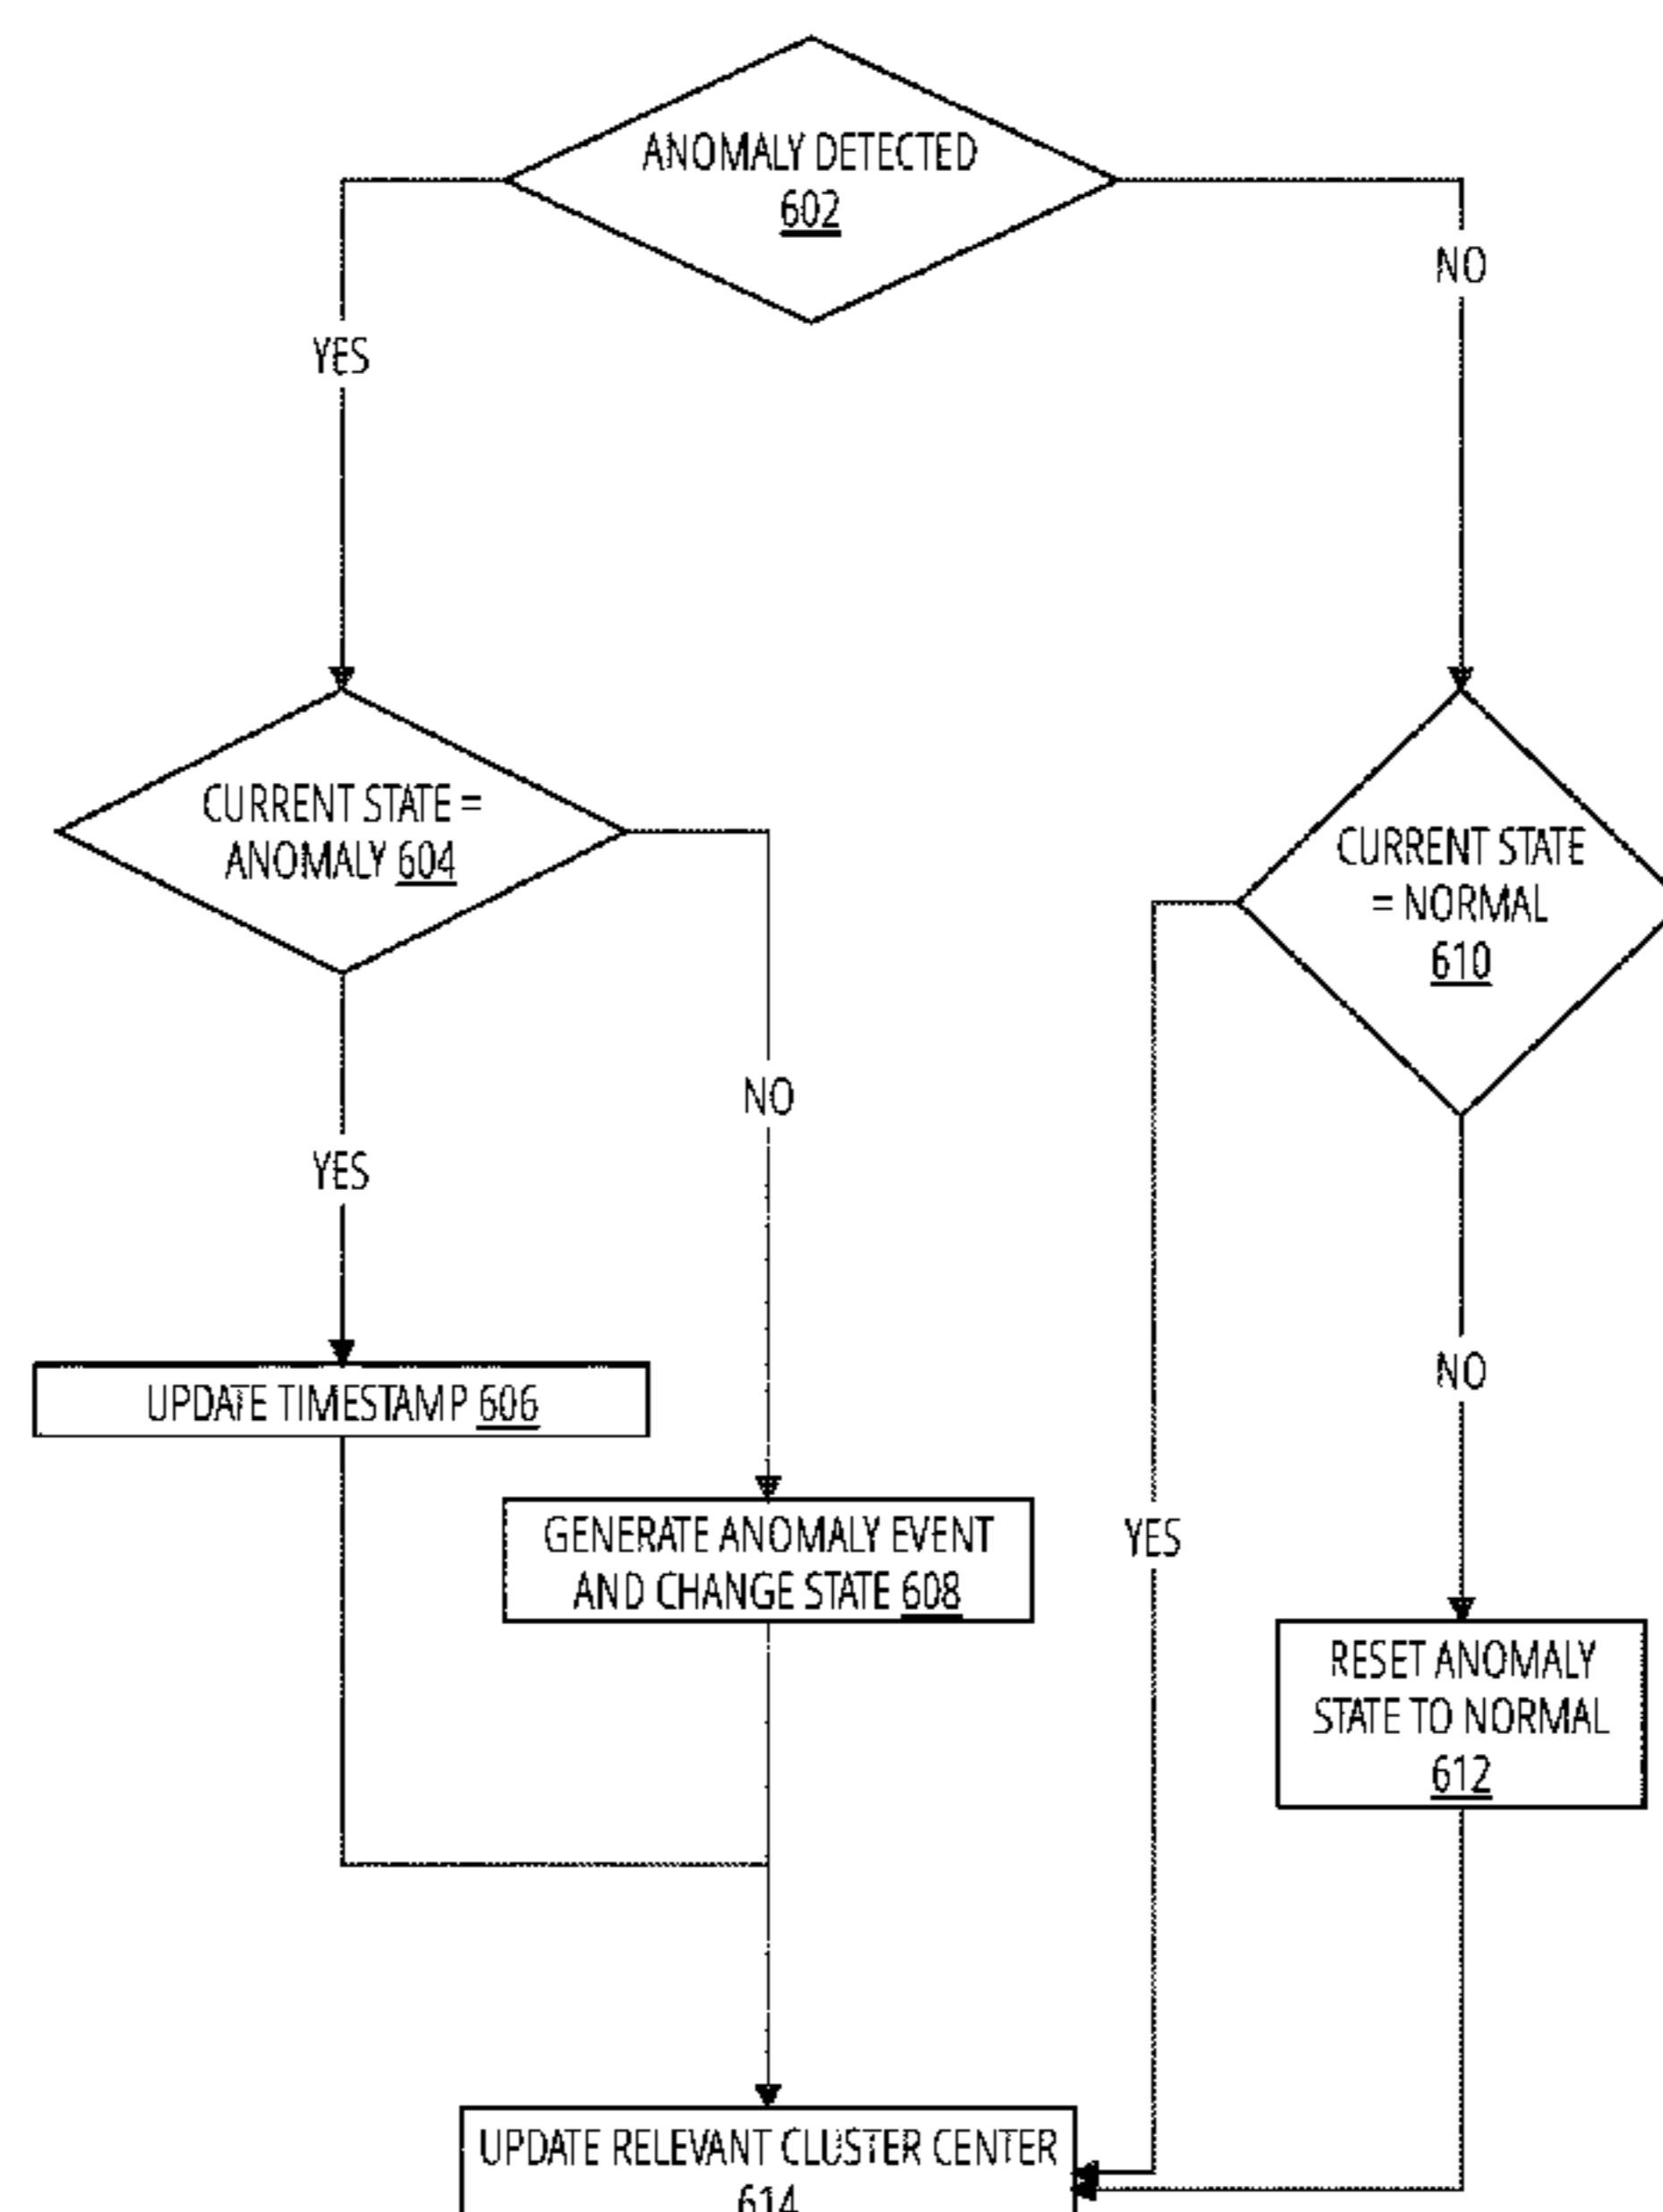 ANOMALY DETECTED
602
NO
YES
CURRENT STATE =
ANOMALY 604
CURRENT STATE
= NORMAL
610
NO
YES
NO
UPDATE TIMESTAMP 606
GENERATE ANOMALY EVENT
AND CHANGE STATE 608
YES
RESET ANOMALY
STATE TO NORMAL
612
UPDATE RELEVANT CLUSTER CENTER
614